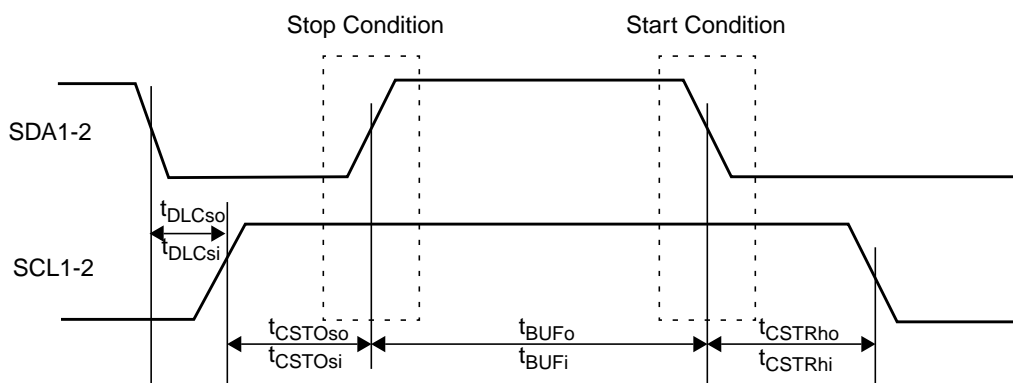 Stop Condition
Start Condition
SDA1-2
tDLCso
tDLCsi
SCL1-2
tCSTOso
tBUFo
tCSTRho
tCSTOsi
tBUFi
tCSTRhi